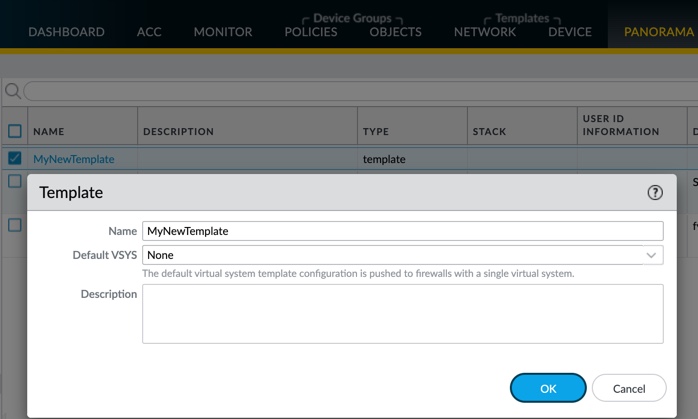 Device Groups Templates
DASHBOARD ACC MONITOR POLICIES OBJECTS NETWORK DEVICE PANORAMA
USER ID
NAME DESCRIPTION TYPE STACK INFORMATION D
MyNewTemplate template
S
Template ?
Name MyNewTemplate
Default VSYS None
The default virtual system template configuration is pushed to firewalls with a single virtual system.
Description
OK Cancel